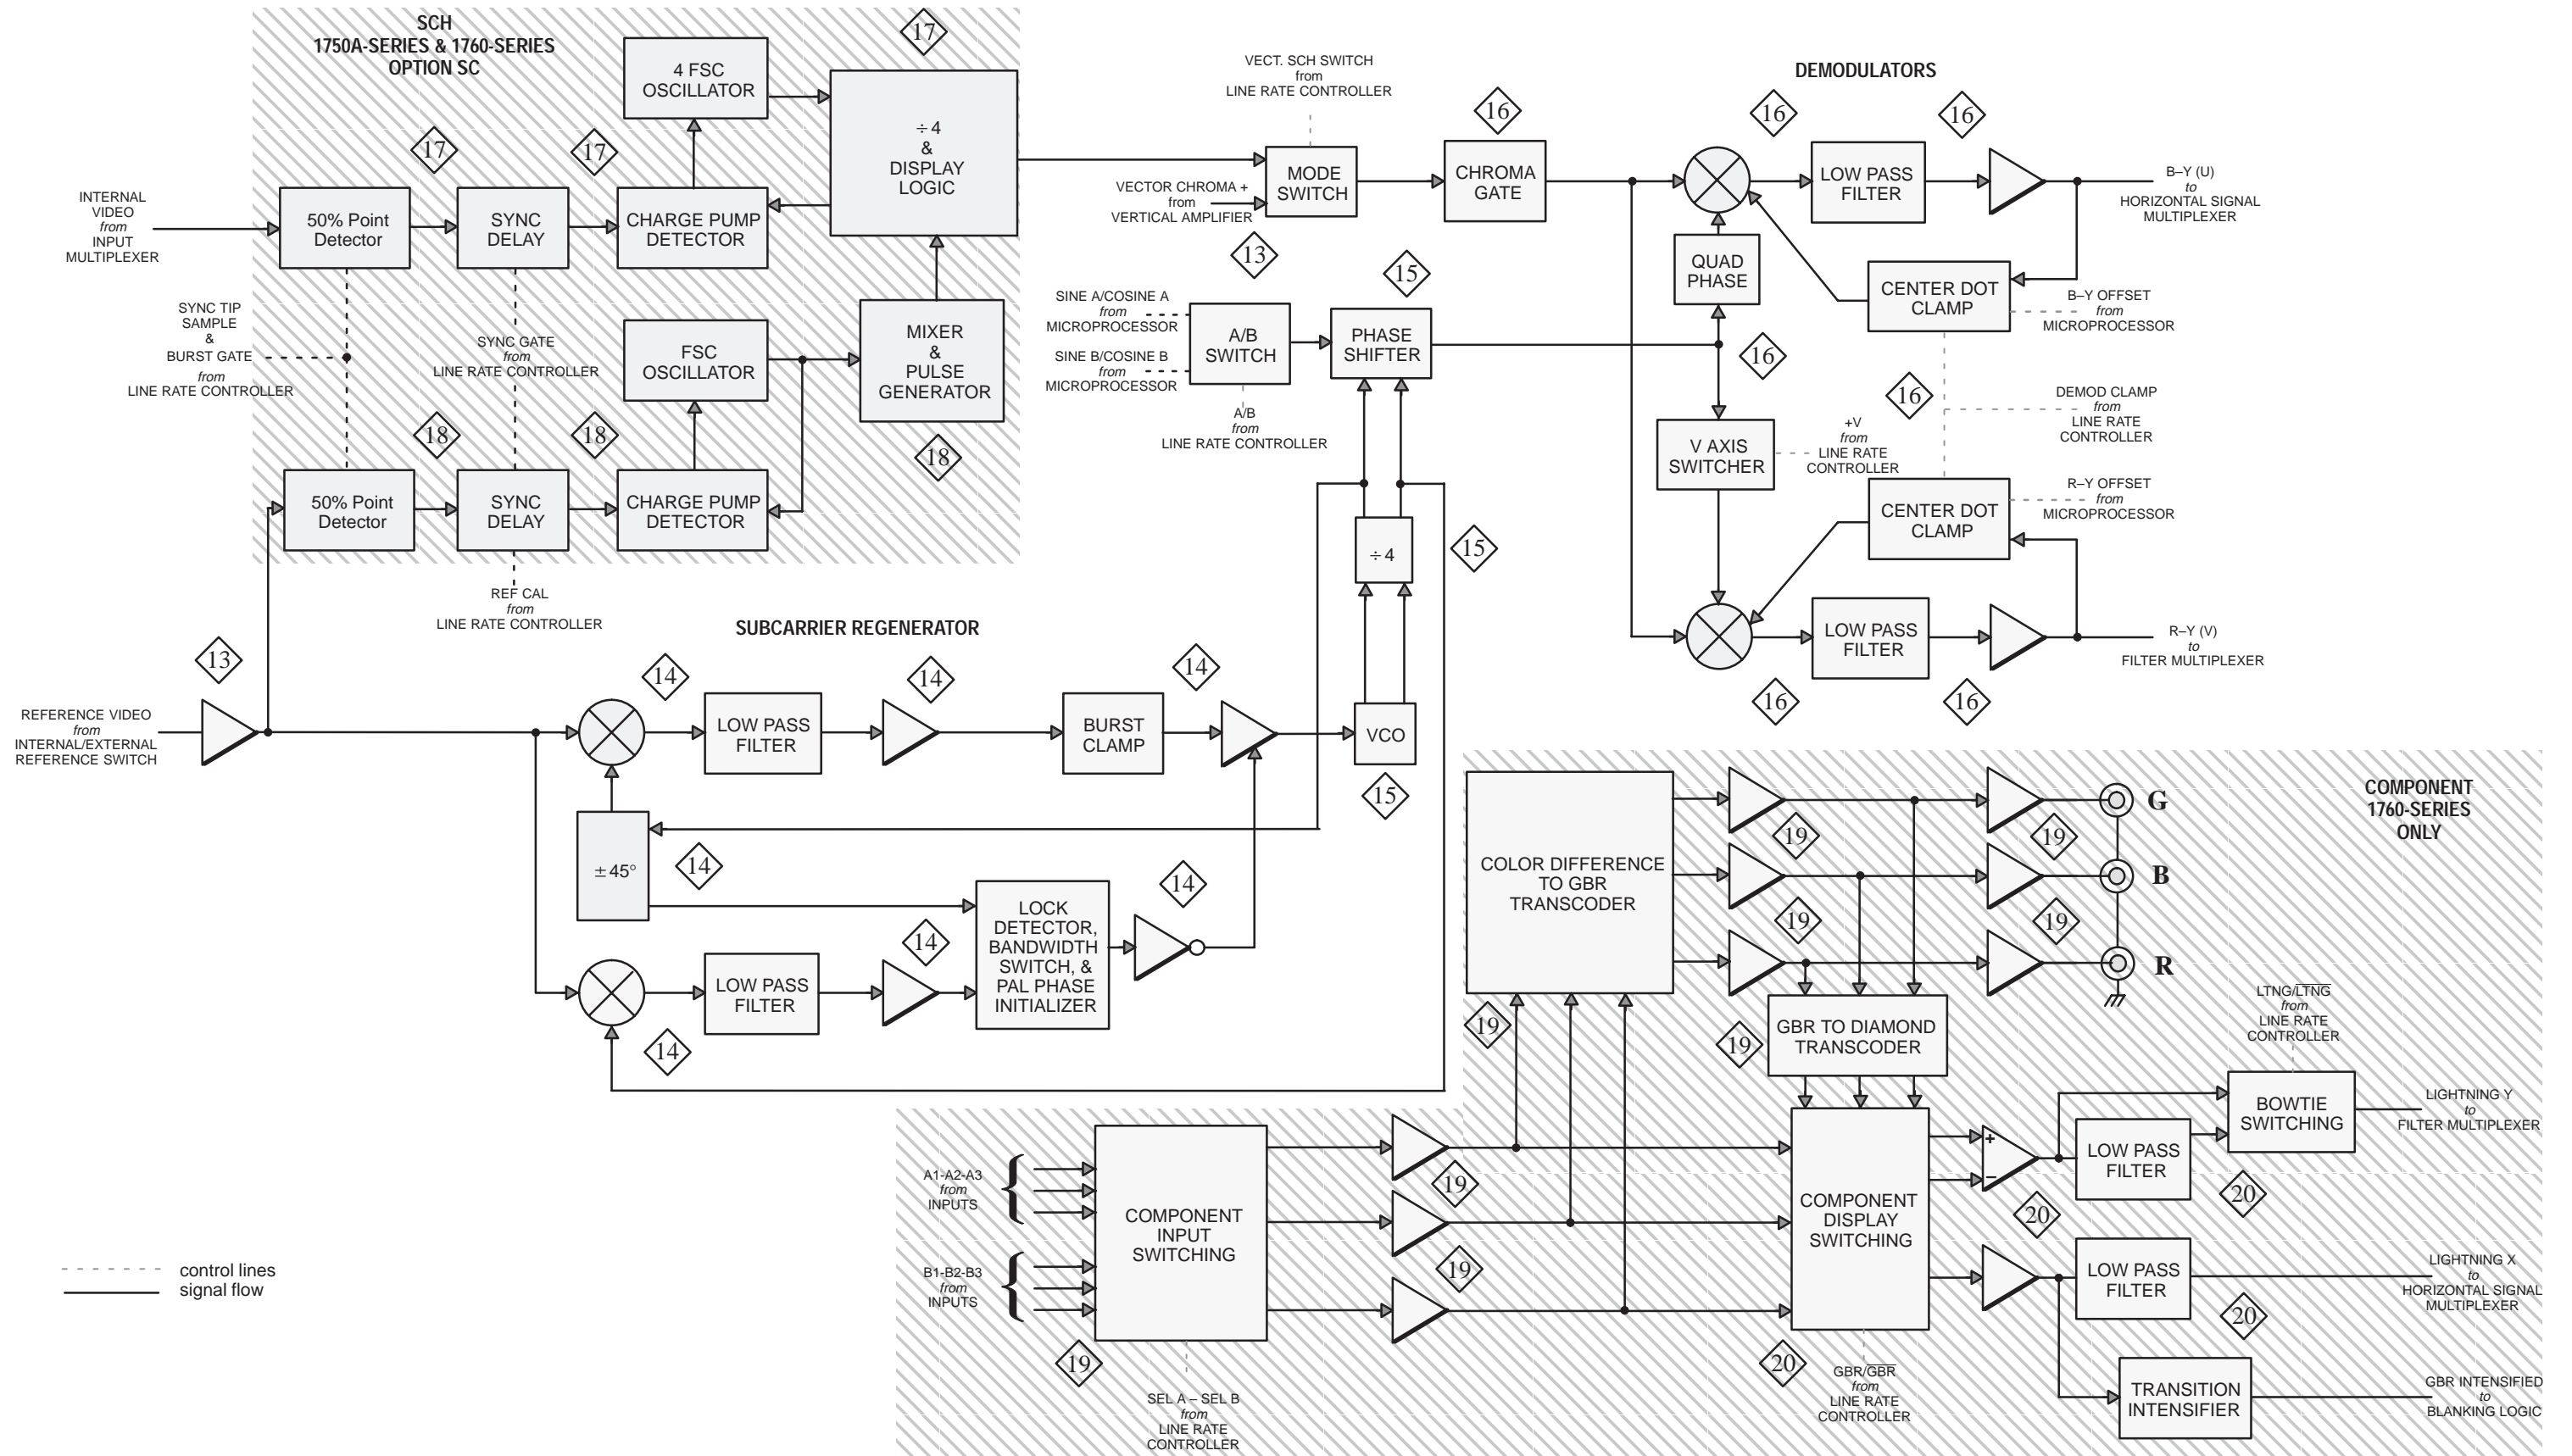 SCH
1750A-SERIES & 1760-SERIES
OPTION SC
17
4 FSC
OSCILLATOR
÷ 4
&
DISPLAY
LOGIC
17
17
INTERNAL
VIDEO
from
INPUT
MULTIPLEXER
50% Point
Detector
SYNC
DELAY
CHARGE PUMP
DETECTOR
SYNC TIP
SAMPLE
&
BURST GATE
from
LINE RATE CONTROLLER
SYNC GATE
from
LINE RATE CONTROLLER
FSC
OSCILLATOR
MIXER
&
PULSE
GENERATOR
18
18
18
50% Point
Detector
SYNC
DELAY
CHARGE PUMP
DETECTOR
REF CAL
from
LINE RATE CONTROLLER
VECT. SCH SWITCH
from
LINE RATE CONTROLLER
16
MODE
SWITCH
CHROMA
GATE
VECTOR CHROMA +
from
VERTICAL AMPLIFIER
13
15
SINE A/COSINE A
from
MICROPROCESSOR
SINE B/COSINE B
from
MICROPROCESSOR
A/B
SWITCH
PHASE
SHIFTER
A/B
from
LINE RATE CONTROLLER
÷ 4
15
DEMODULATORS
16
16
LOW PASS
FILTER
B–Y (U)
to
HORIZONTAL SIGNAL
MULTIPLEXER
QUAD
PHASE
CENTER DOT
CLAMP
B–Y OFFSET
from
MICROPROCESSOR
16
16
DEMOD CLAMP
from
LINE RATE
CONTROLLER
V AXIS
SWITCHER
+V
from
LINE RATE
CONTROLLER
CENTER DOT
CLAMP
R–Y OFFSET
from
MICROPROCESSOR
LOW PASS
FILTER
R–Y (V)
to
FILTER MULTIPLEXER
16
16
SUBCARRIER REGENERATOR
13
REFERENCE VIDEO
from
INTERNAL/EXTERNAL
REFERENCE SWITCH
14
14
14
LOW PASS
FILTER
BURST
CLAMP
VCO
15
± 45°
14
14
14
LOCK
DETECTOR,
BANDWIDTH
SWITCH, &
PAL PHASE
INITIALIZER
LOW PASS
FILTER
14
COMPONENT
1760-SERIES
ONLY
COLOR DIFFERENCE
TO GBR
TRANSCODER
G
19
19
B
19
19
R
19
19
GBR TO DIAMOND
TRANSCODER
LTNG/LTNG
from
LINE RATE
CONTROLLER
BOWTIE
SWITCHING
LIGHTNING Y
to
FILTER MULTIPLEXER
A1-A2-A3
from
INPUTS
B1-B2-B3
from
INPUTS
COMPONENT
INPUT
SWITCHING
19
19
19
SEL A – SEL B
from
LINE RATE
CONTROLLER
COMPONENT
DISPLAY
SWITCHING
+
–
LOW PASS
FILTER
20
20
LOW PASS
FILTER
20
LIGHTNING X
to
HORIZONTAL SIGNAL
MULTIPLEXER
20
GBR/GBR
from
LINE RATE
CONTROLLER
TRANSITION
INTENSIFIER
GBR INTENSIFIED
to
BLANKING LOGIC
control lines
signal flow